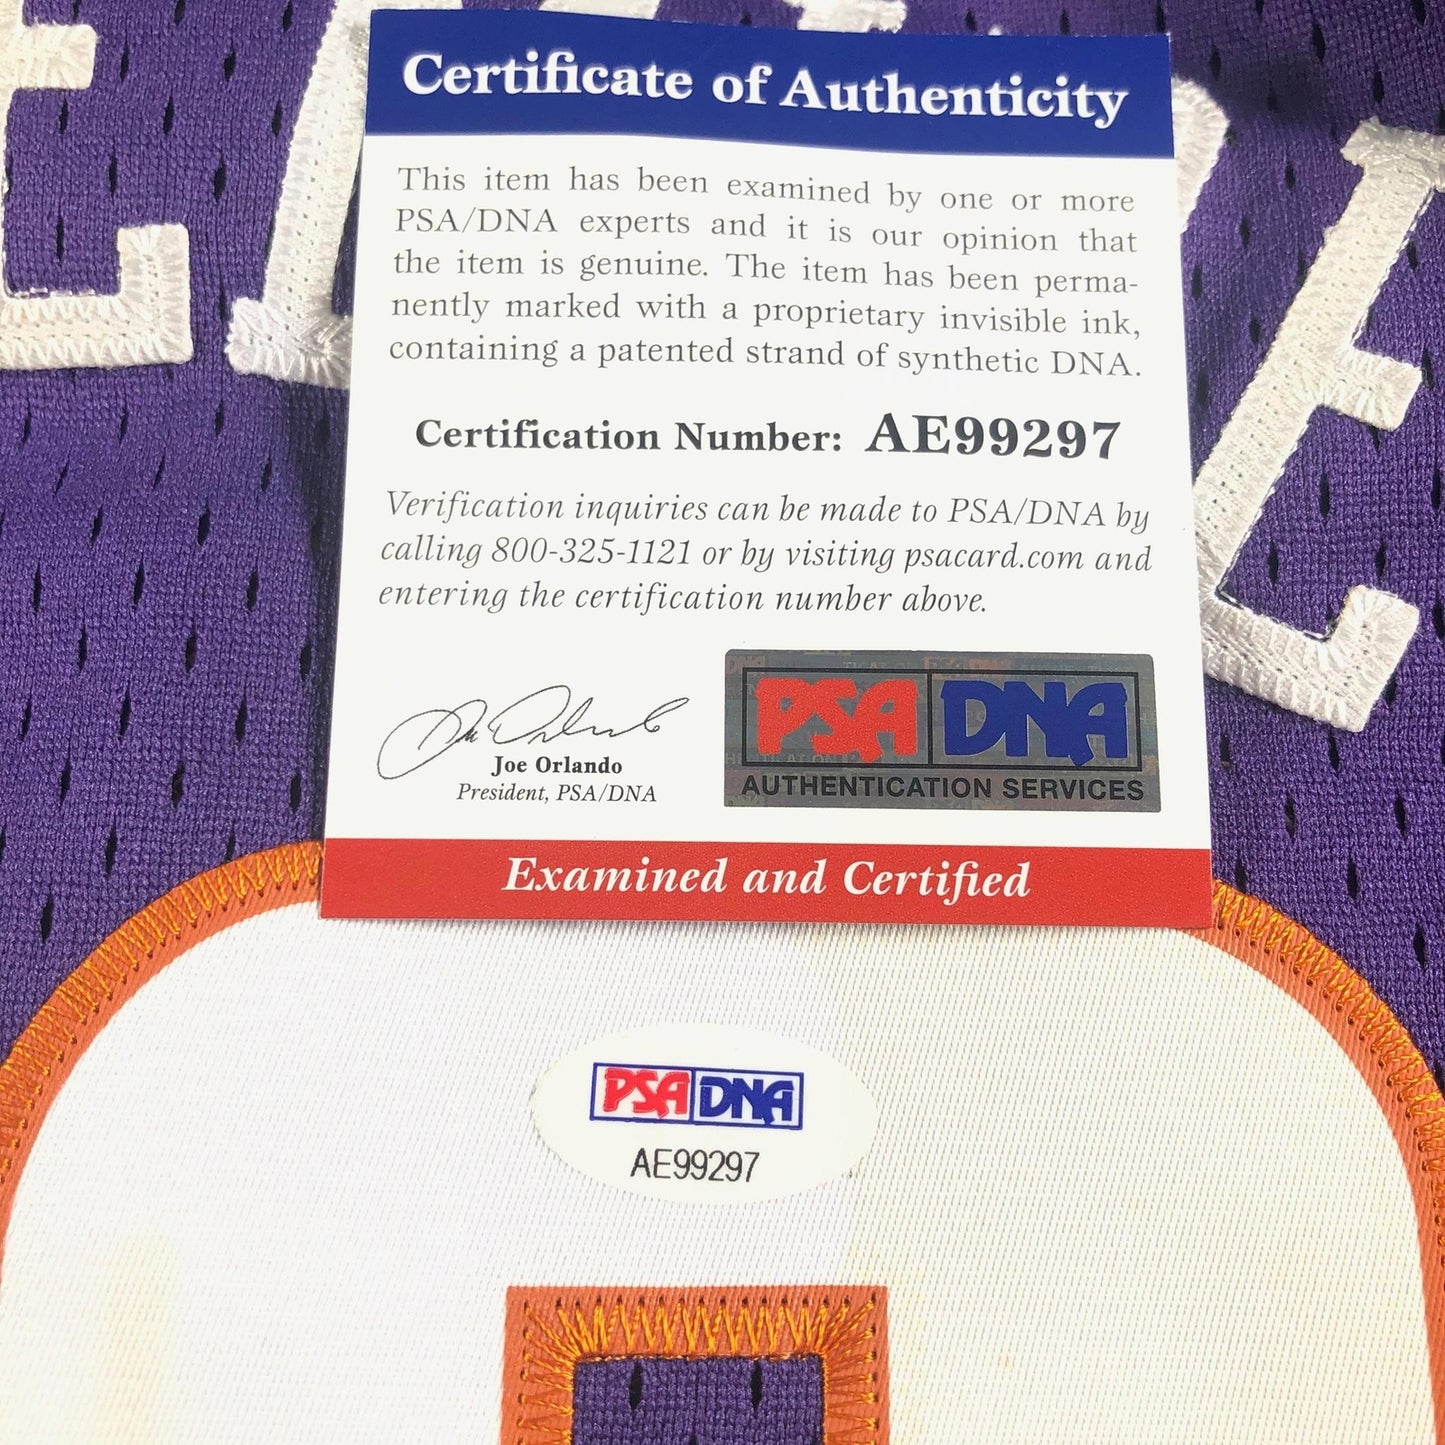 Certificate of Authenticity
This item has been examined by one or more
PSA/DNA experts and it is our opinion that
the item is genuine. The item has been perma-
nently marked with a proprietary invisible ink,
containing a patented strand of synthetic DNA.
Certification Number: AE99297
Verification inquiries can be made to PSA/DNA by
calling 800-325-1121 or by visiting psacard.com and
entering the certification number above.
Joe Orlando
President, PSA/DNA
PSA DNA
AUTHENTICATION SERVICES
Examined and Certified
PSA DNA
AE99297